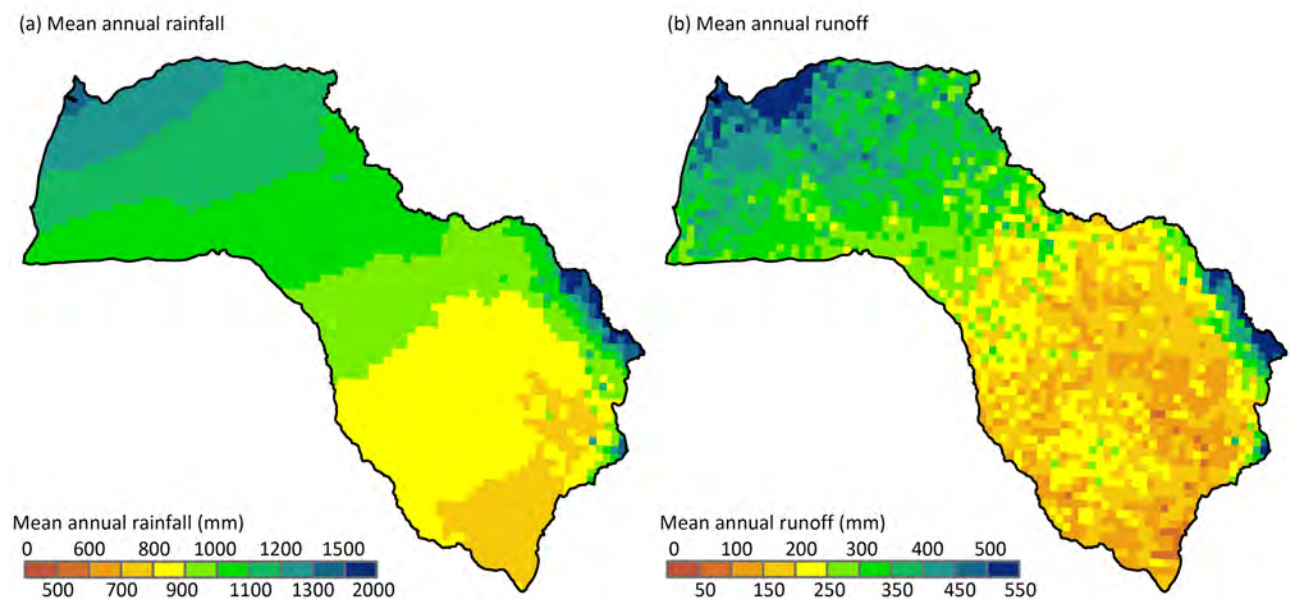 (a) Mean annual rainfall
(b) Mean annual runoff
Mean annual rainfall (mm)
0 600 800 1000 1200 1500
500 700 900 1100 1300 2000
Mean annual runoff (mm)
0 100 200 300 400 500
50 150 250 350 450 550